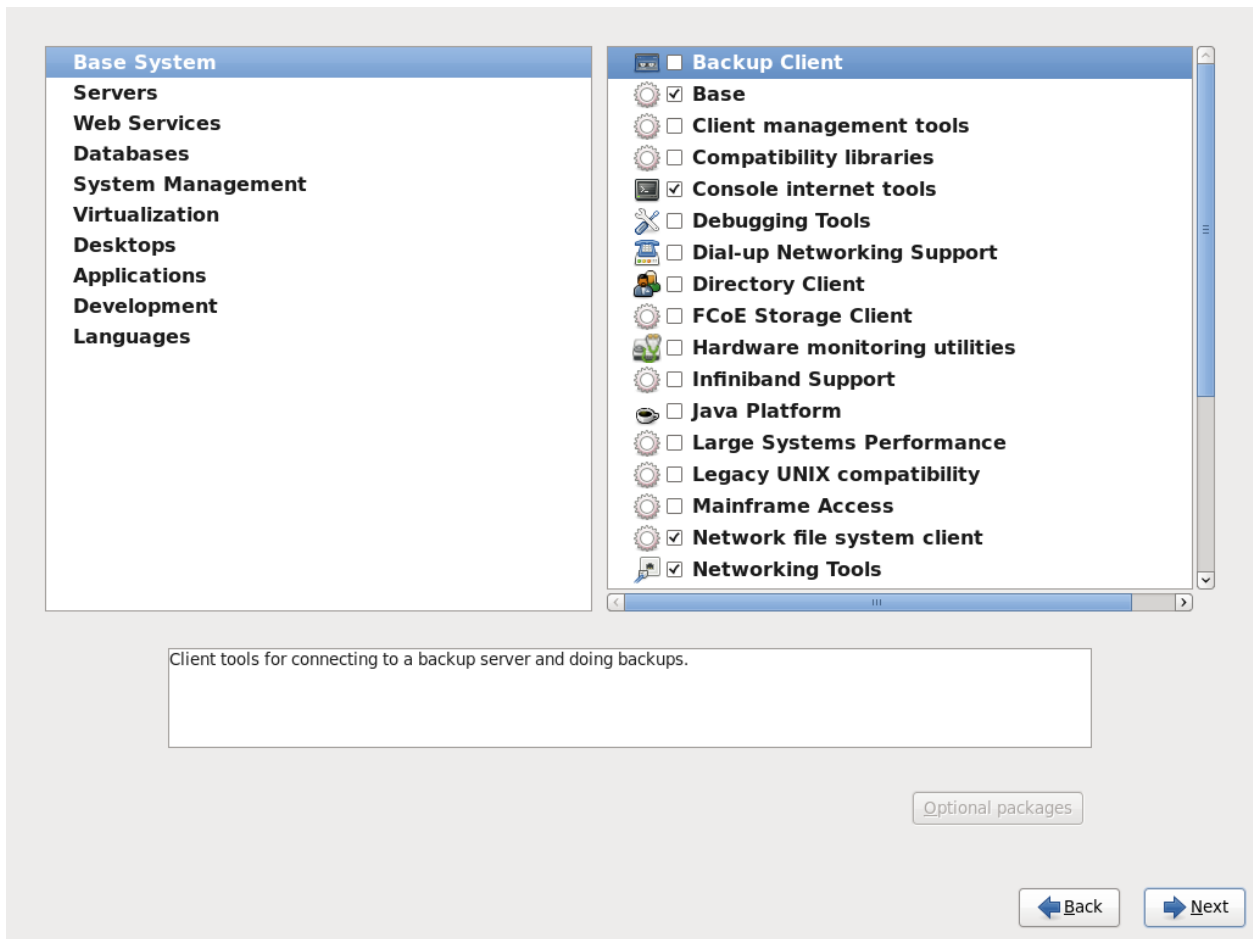 Base System
Servers
Web Services
Databases
System Management
Virtualization
Desktops
Applications
Development
Languages
Backup Client
Base
Client management tools
Compatibility libraries
Console internet tools
Debugging Tools
Dial-up Networking Support
Directory Client
FCoE Storage Client
Hardware monitoring utilities
Infiniband Support
Java Platform
Large Systems Performance
Legacy UNIX compatibility
Mainframe Access
Network file system client
Networking Tools
Client tools for connecting to a backup server and doing backups.
Optional packages
Back
Next